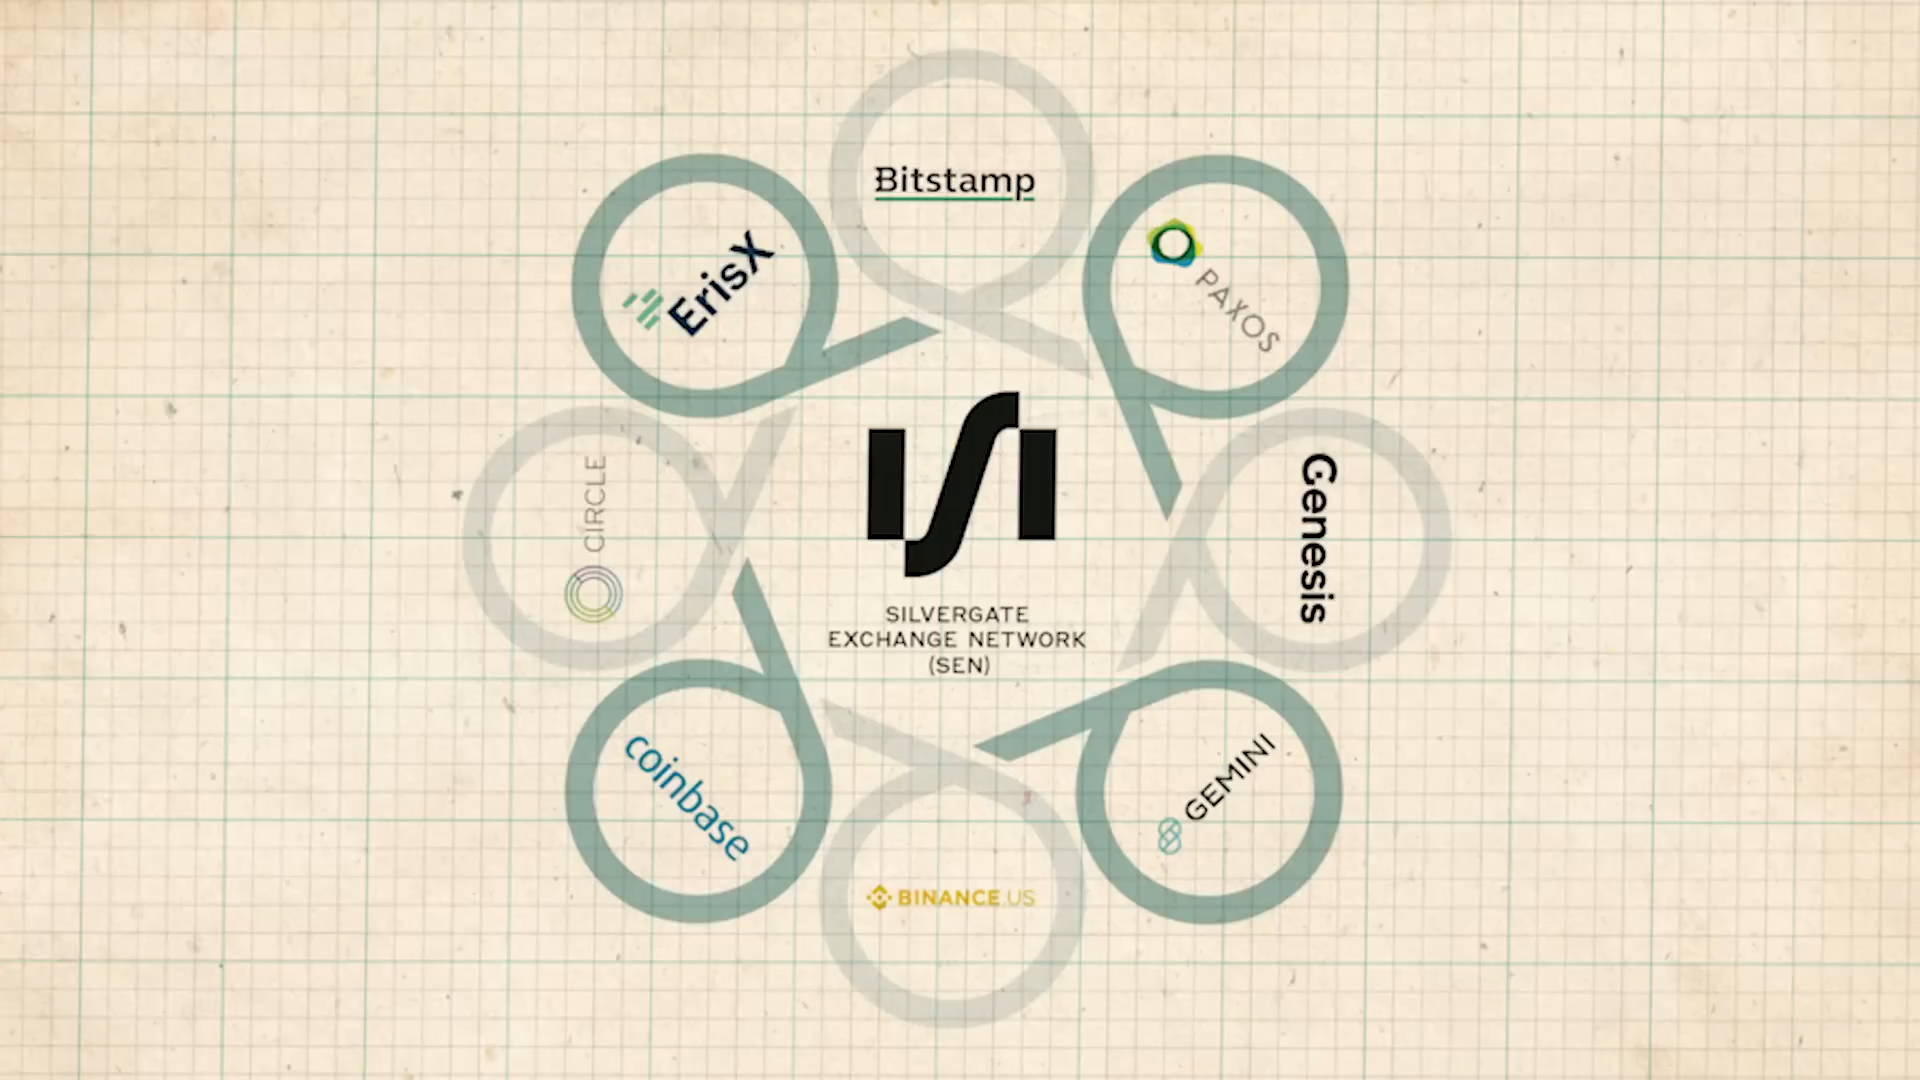 Bitstamp
ErisX
PAXOS
CIRCLE
Genesis
SILVERGATE
EXCHANGE NETWORK
(SEN)
coinbase
GEMINI
BINANCE.US